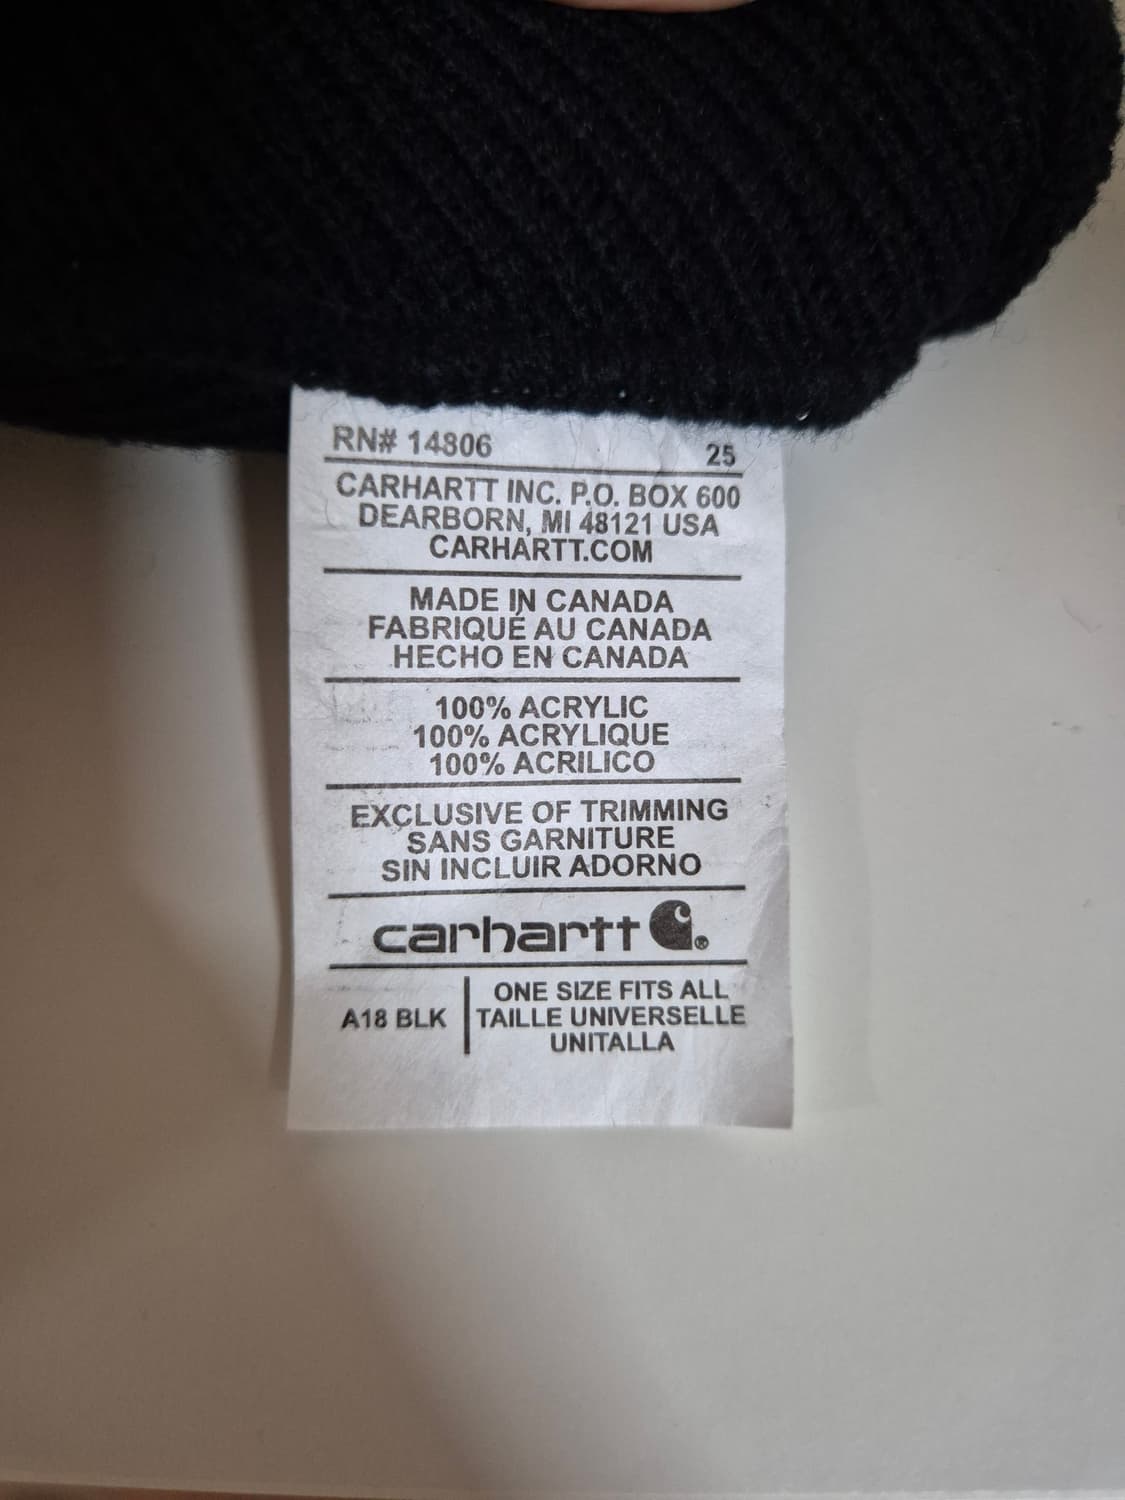 RN# 14806 25
CARHARTT INC. P.O. BOX 600
DEARBORN, MI 48121 USA
CARHARTT.COM
MADE IN CANADA
FABRIQUÉ AU CANADA
HECHO EN CANADA
100% ACRYLIC
100% ACRYLIQUE
100% ACRILICO
EXCLUSIVE OF TRIMMING
SANS GARNITURE
SIN INCLUIR ADORNO
carhartt ®
A18 BLK
ONE SIZE FITS ALL
TAILLE UNIVERSELLE
UNITALLA